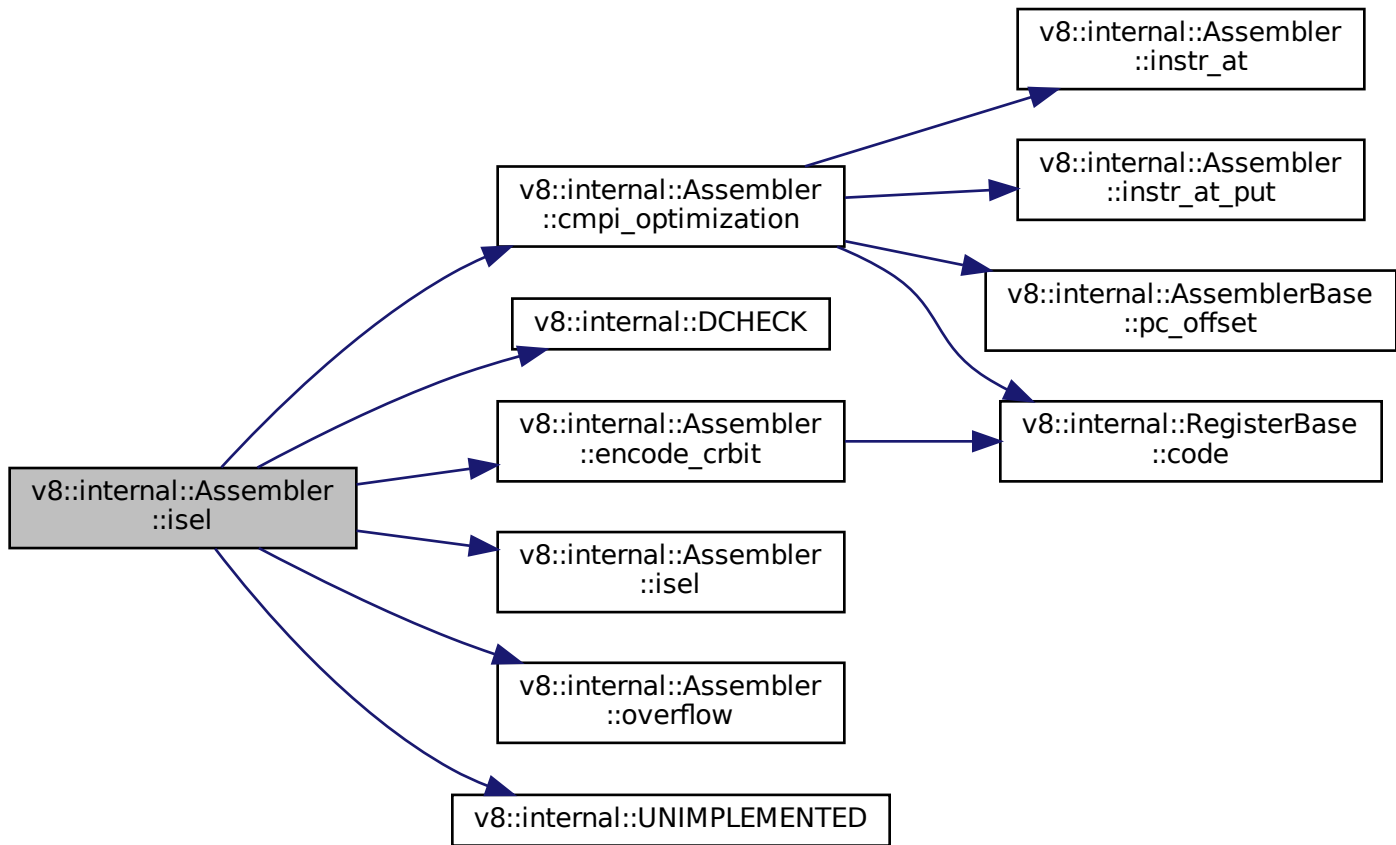 v8::internal::Assembler
::isel
v8::internal::Assembler
::cmpi_optimization
v8::internal::DCHECK
v8::internal::Assembler
::encode_crbit
v8::internal::Assembler
::isel
v8::internal::Assembler
::overflow
v8::internal::UNIMPLEMENTED
v8::internal::Assembler
::instr_at
v8::internal::Assembler
::instr_at_put
v8::internal::AssemblerBase
::pc_offset
v8::internal::RegisterBase
::code